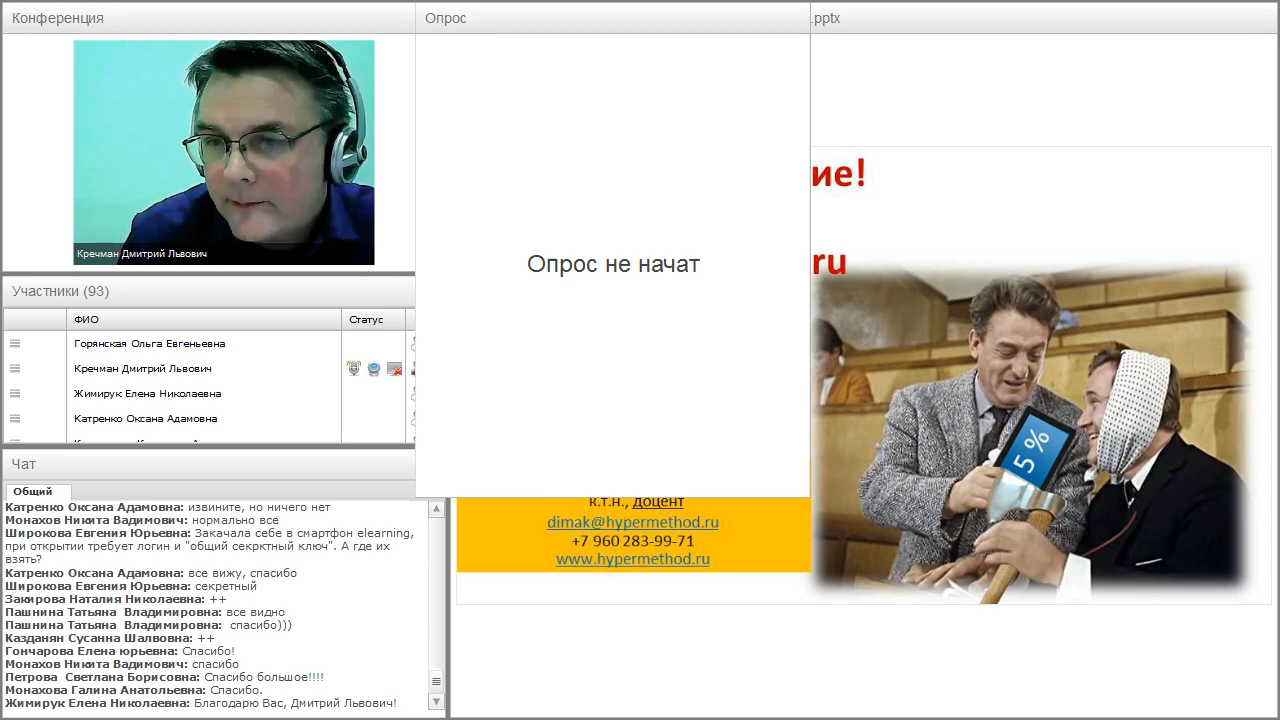 Конференция
Кречман Дмитрий Львович
Участники (93)
ФИО
Статус
Горянская Ольга Евгеньевна
Кречман Дмитрий Львович
Жимирук Елена Николаевна
Катренко Оксана Адамовна
Чат
Общий
Катренко Оксана Адамовна: извините, но ничего нет
Монахов Никита Вадимович: нормально все
Широкова Евгения Юрьевна: Закачала себе в смартфон elearning,
при открытии требует логин и "общий секрктный ключ". А где их
взять?
Катренко Оксана Адамовна: все вижу, спасибо
Широкова Евгения Юрьевна: секретный
Закирова Наталия Николаевна: ++
Пашнина Татьяна Владимировна: все видно
Пашнина Татьяна Владимировна: спасибо)))
Казданян Сусанна Шалвовна: ++
Гончарова Елена юрьевна: Спасибо!
Монахов Никита Вадимович: спасибо
Петрова Светлана Борисовна: Спасибо большое!!!!
Монахова Галина Анатольевна: Спасибо.
Жимирук Елена Николаевна: Благодарю Вас, Дмитрий Львович!
Опрос
Опрос не начат
.pptx
ие!
ru
5 %
к.т.н., доцент
dimak@hypermethod.ru
+7 960 283-99-71
www.hypermethod.ru